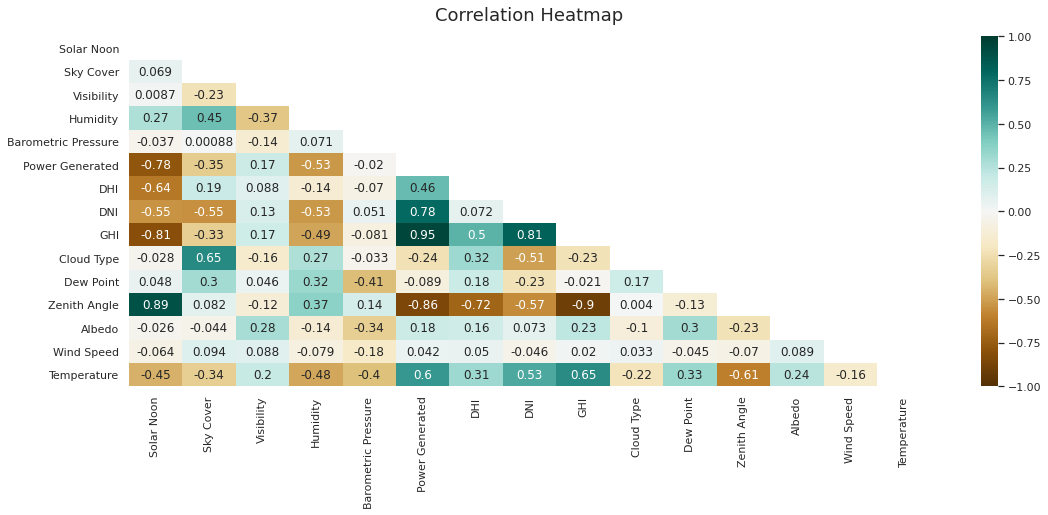 Correlation Heatmap
Solar Noon
Sky Cover 0.069
Visibility 0.0087 -0.23
Humidity 0.27 0.45 -0.37
Barometric Pressure -0.037 0.00088 -0.14 0.071
Power Generated -0.78 -0.35 0.17 -0.53 -0.02
DHI -0.64 0.19 0.088 -0.14 -0.07 0.46
DNI -0.55 -0.55 0.13 -0.53 0.051 0.78 0.072
GHI -0.81 -0.33 0.17 -0.49 -0.081 0.95 0.5 0.81
Cloud Type -0.028 0.65 -0.16 0.27 -0.033 -0.24 0.32 -0.51 -0.23
Dew Point 0.048 0.3 0.046 0.32 -0.41 -0.089 0.18 -0.23 -0.021 0.17
Zenith Angle 0.89 0.082 -0.12 0.37 0.14 -0.86 -0.72 -0.57 -0.9 0.004 -0.13
Albedo -0.026 -0.044 0.28 -0.14 -0.34 0.18 0.16 0.073 0.23 -0.1 0.3 -0.23
Wind Speed -0.064 0.094 0.088 -0.079 -0.18 0.042 0.05 -0.046 0.02 0.033 -0.045 -0.07 0.089
Temperature -0.45 -0.34 0.2 -0.48 -0.4 0.6 0.31 0.53 0.65 -0.22 0.33 -0.61 0.24 -0.16
Solar Noon
Sky Cover
Visibility
Humidity
Barometric Pressure
Power Generated
DHI
DNI
GHI
Cloud Type
Dew Point
Zenith Angle
Albedo
Wind Speed
Temperature
1.00
0.75
0.50
0.25
0.00
−0.25
−0.50
−0.75
−1.00